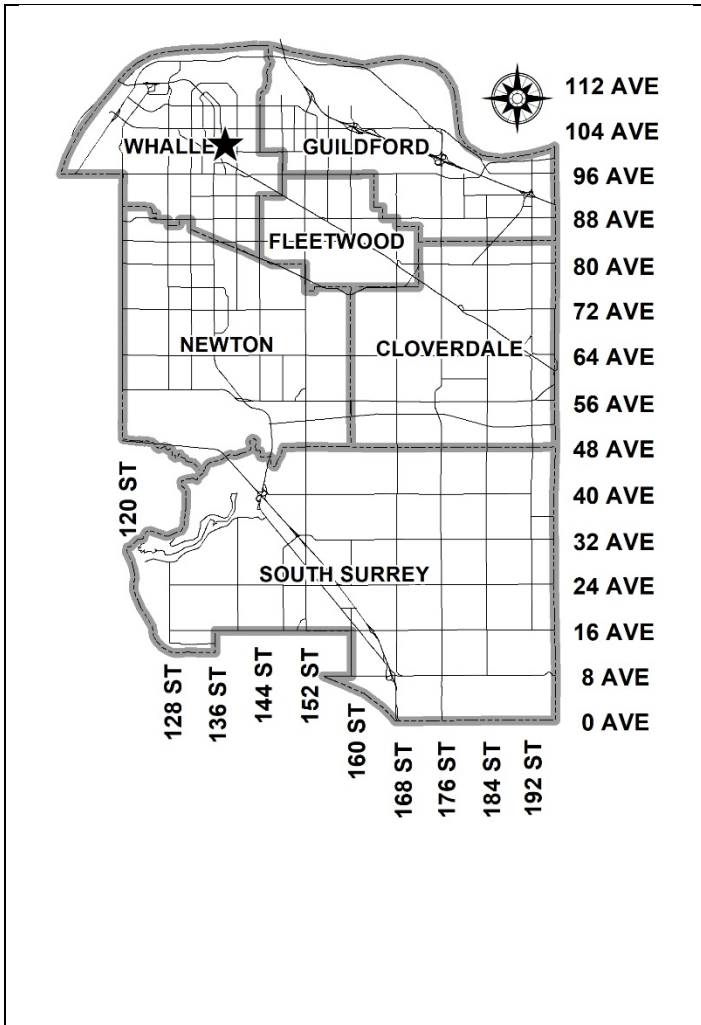 112 AVE
104 AVE
WHALLE
GUILDFORD
96 AVE
88 AVE
FLEETWOOD
80 AVE
72 AVE
NEWTON
CLOVERDALE
64 AVE
56 AVE
48 AVE
120 ST
40 AVE
32 AVE
SOUTH SURREY
24 AVE
16 AVE
8 AVE
128 ST
136 ST
144 ST
152 ST
160 ST
0 AVE
168 ST
176 ST
184 ST
192 ST